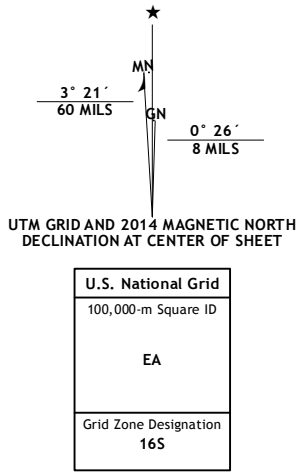 MN
3° 21´
60 MILS
GN
0° 26´
8 MILS
UTM GRID AND 2014 MAGNETIC NORTH
DECLINATION AT CENTER OF SHEET
U.S. National Grid
100,000-m Square ID
EA
Grid Zone Designation
16S